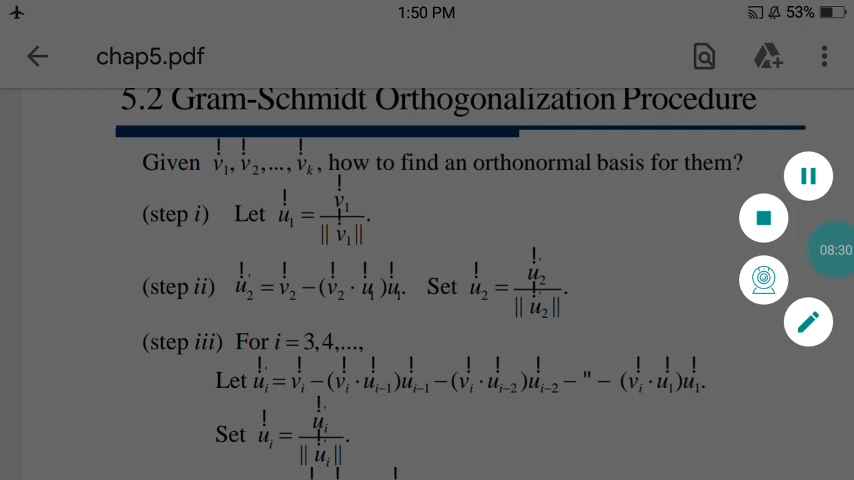 1:50 PM
53%
chap5.pdf
5.2 Gram-Schmidt Orthogonalization Procedure
Given v₁, v₂,..., vₖ, how to find an orthonormal basis for them?
(step i) Let u₁ = v₁ / || v₁ ||.
(step ii) u₂' = v₂ − (v₂ · u₁)u₁. Set u₂ = u₂' / || u₂' ||.
08:30
(step iii) For i = 3,4,...,
Let uᵢ' = vᵢ − (vᵢ · uᵢ₋₁)uᵢ₋₁ − (vᵢ · uᵢ₋₂)uᵢ₋₂ − " − (vᵢ · u₁)u₁.
Set uᵢ = uᵢ' / || uᵢ' ||.